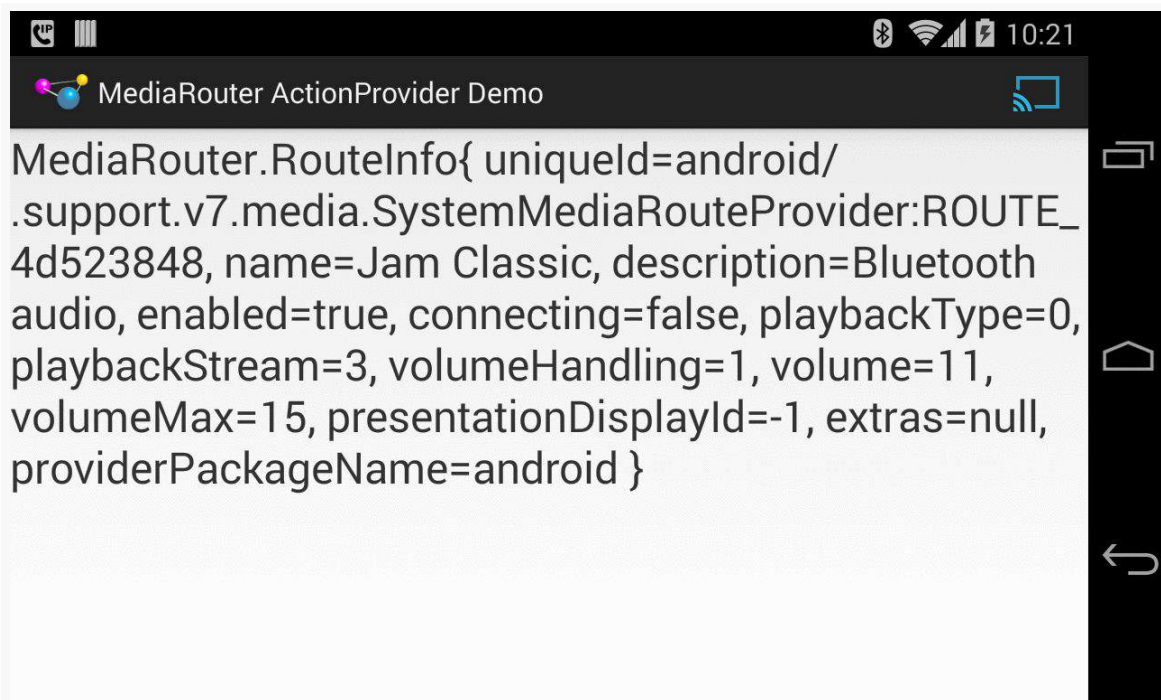 IP
10:21
MediaRouter ActionProvider Demo
MediaRouter.RouteInfo{ uniqueId=android/
.support.v7.media.SystemMediaRouteProvider:ROUTE_
4d523848, name=Jam Classic, description=Bluetooth
audio, enabled=true, connecting=false, playbackType=0,
playbackStream=3, volumeHandling=1, volume=11,
volumeMax=15, presentationDisplayId=-1, extras=null,
providerPackageName=android }